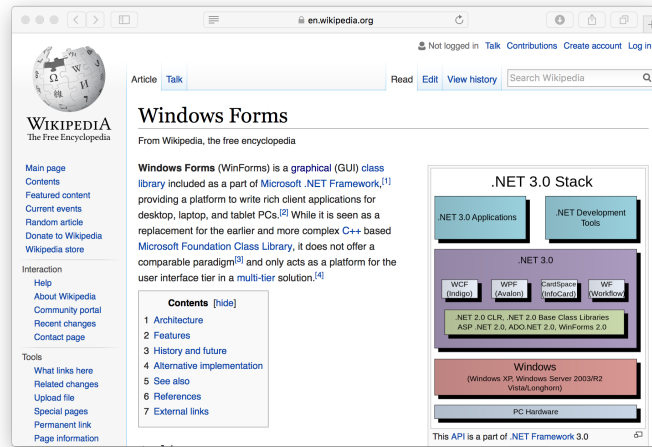 en.wikipedia.org
Not logged in Talk Contributions Create account Log in
Article Talk
Read Edit View history Search Wikipedia
WIKIPEDIA
The Free Encyclopedia
Main page
Contents
Featured content
Current events
Random article
Donate to Wikipedia
Wikipedia store
Interaction
Help
About Wikipedia
Community portal
Recent changes
Contact page
Tools
What links here
Related changes
Upload file
Special pages
Permanent link
Page information
Windows Forms
From Wikipedia, the free encyclopedia
Windows Forms (WinForms) is a graphical (GUI) class
library included as a part of Microsoft .NET Framework,[1]
providing a platform to write rich client applications for
desktop, laptop, and tablet PCs.[2] While it is seen as a
replacement for the earlier and more complex C++ based
Microsoft Foundation Class Library, it does not offer a
comparable paradigm[3] and only acts as a platform for the
user interface tier in a multi-tier solution.[4]
Contents [hide]
1 Architecture
2 Features
3 History and future
4 Alternative implementation
5 See also
6 References
7 External links
.NET 3.0 Stack
.NET 3.0 Applications
.NET Development
Tools
.NET 3.0
WCF
(Indigo)
WPF
(Avalon)
CardSpace
(InfoCard)
WF
(Workflow)
.NET 2.0 CLR, .NET 2.0 Base Class Libraries
ASP .NET 2.0, ADO.NET 2.0, WinForms 2.0
Windows
(Windows XP, Windows Server 2003/R2
Vista/Longhorn)
PC Hardware
This API is a part of .NET Framework 3.0